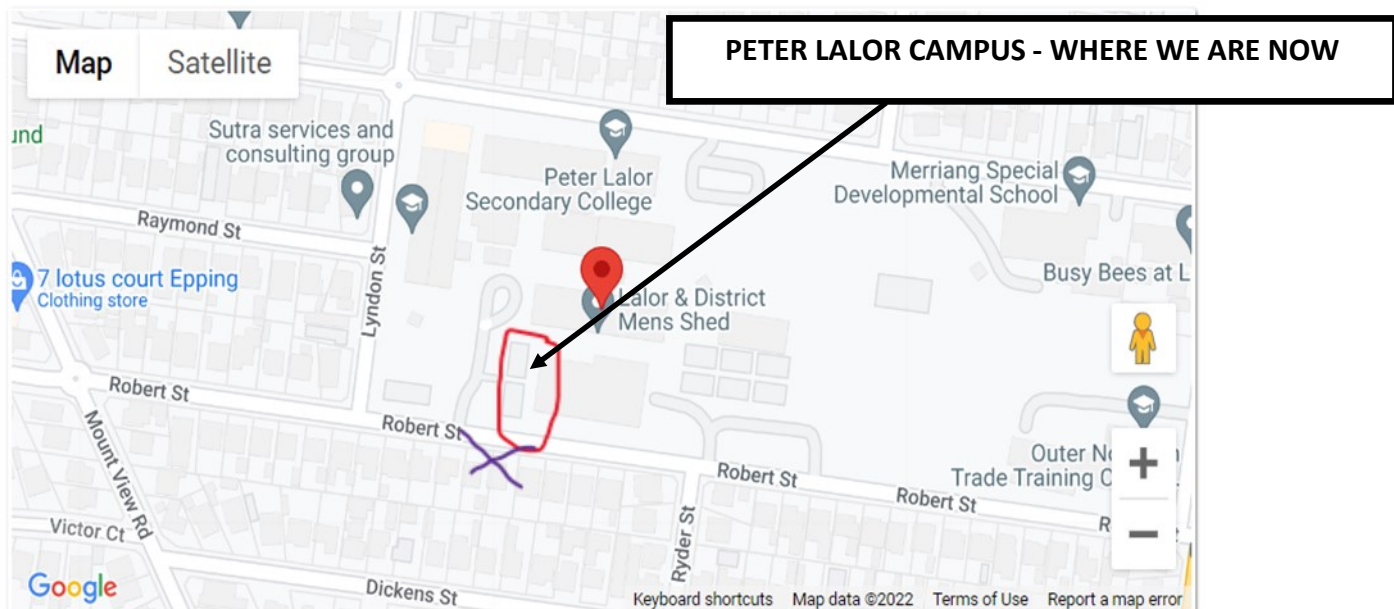 PETER LALOR CAMPUS - WHERE WE ARE NOW
Map
Satellite
Sutra services and
consulting group
Peter Lalor
Secondary College
Merriang Special
Developmental School
Raymond St
7 lotus court Epping
Clothing store
Lyndon St
Busy Bees at L
Lalor & District
Mens Shed
Robert St
Robert St
Mount View Rd
Robert St
Robert St
Outer No
Trade Training C
Victor Ct
Ryder St
Dickens St
Google
Keyboard shortcuts
Map data ©2022
Terms of Use
Report a map error